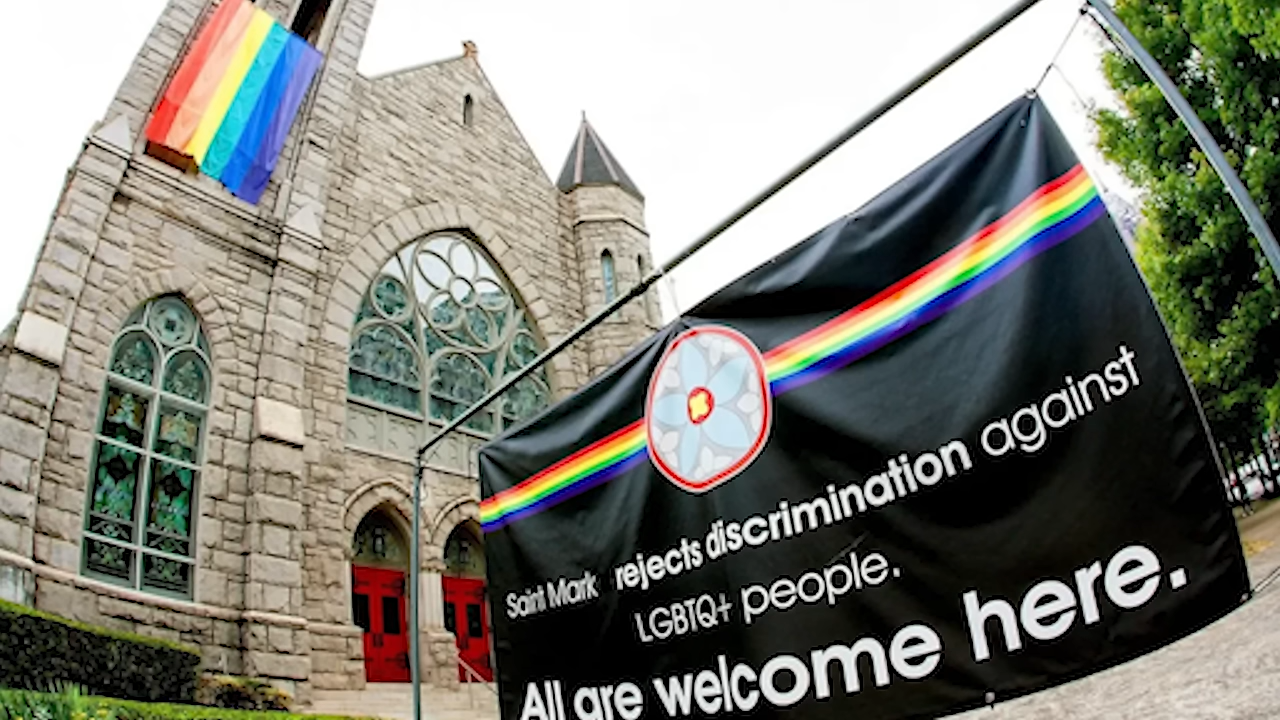 Saint Mark rejects discrimination against
LGBTQ+ people.
All are welcome here.